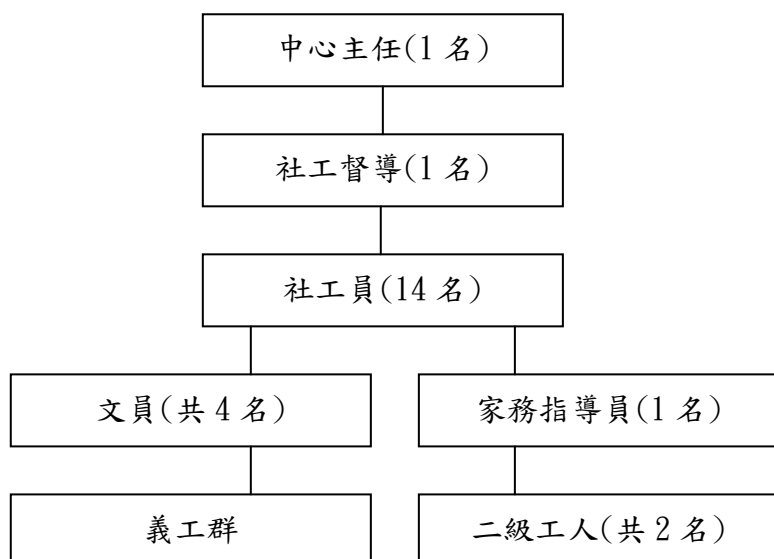 中心主任(1 名)
社工督導(1 名)
社工員(14 名)
文員(共 4 名)
家務指導員(1 名)
義工群
二級工人(共 2 名)